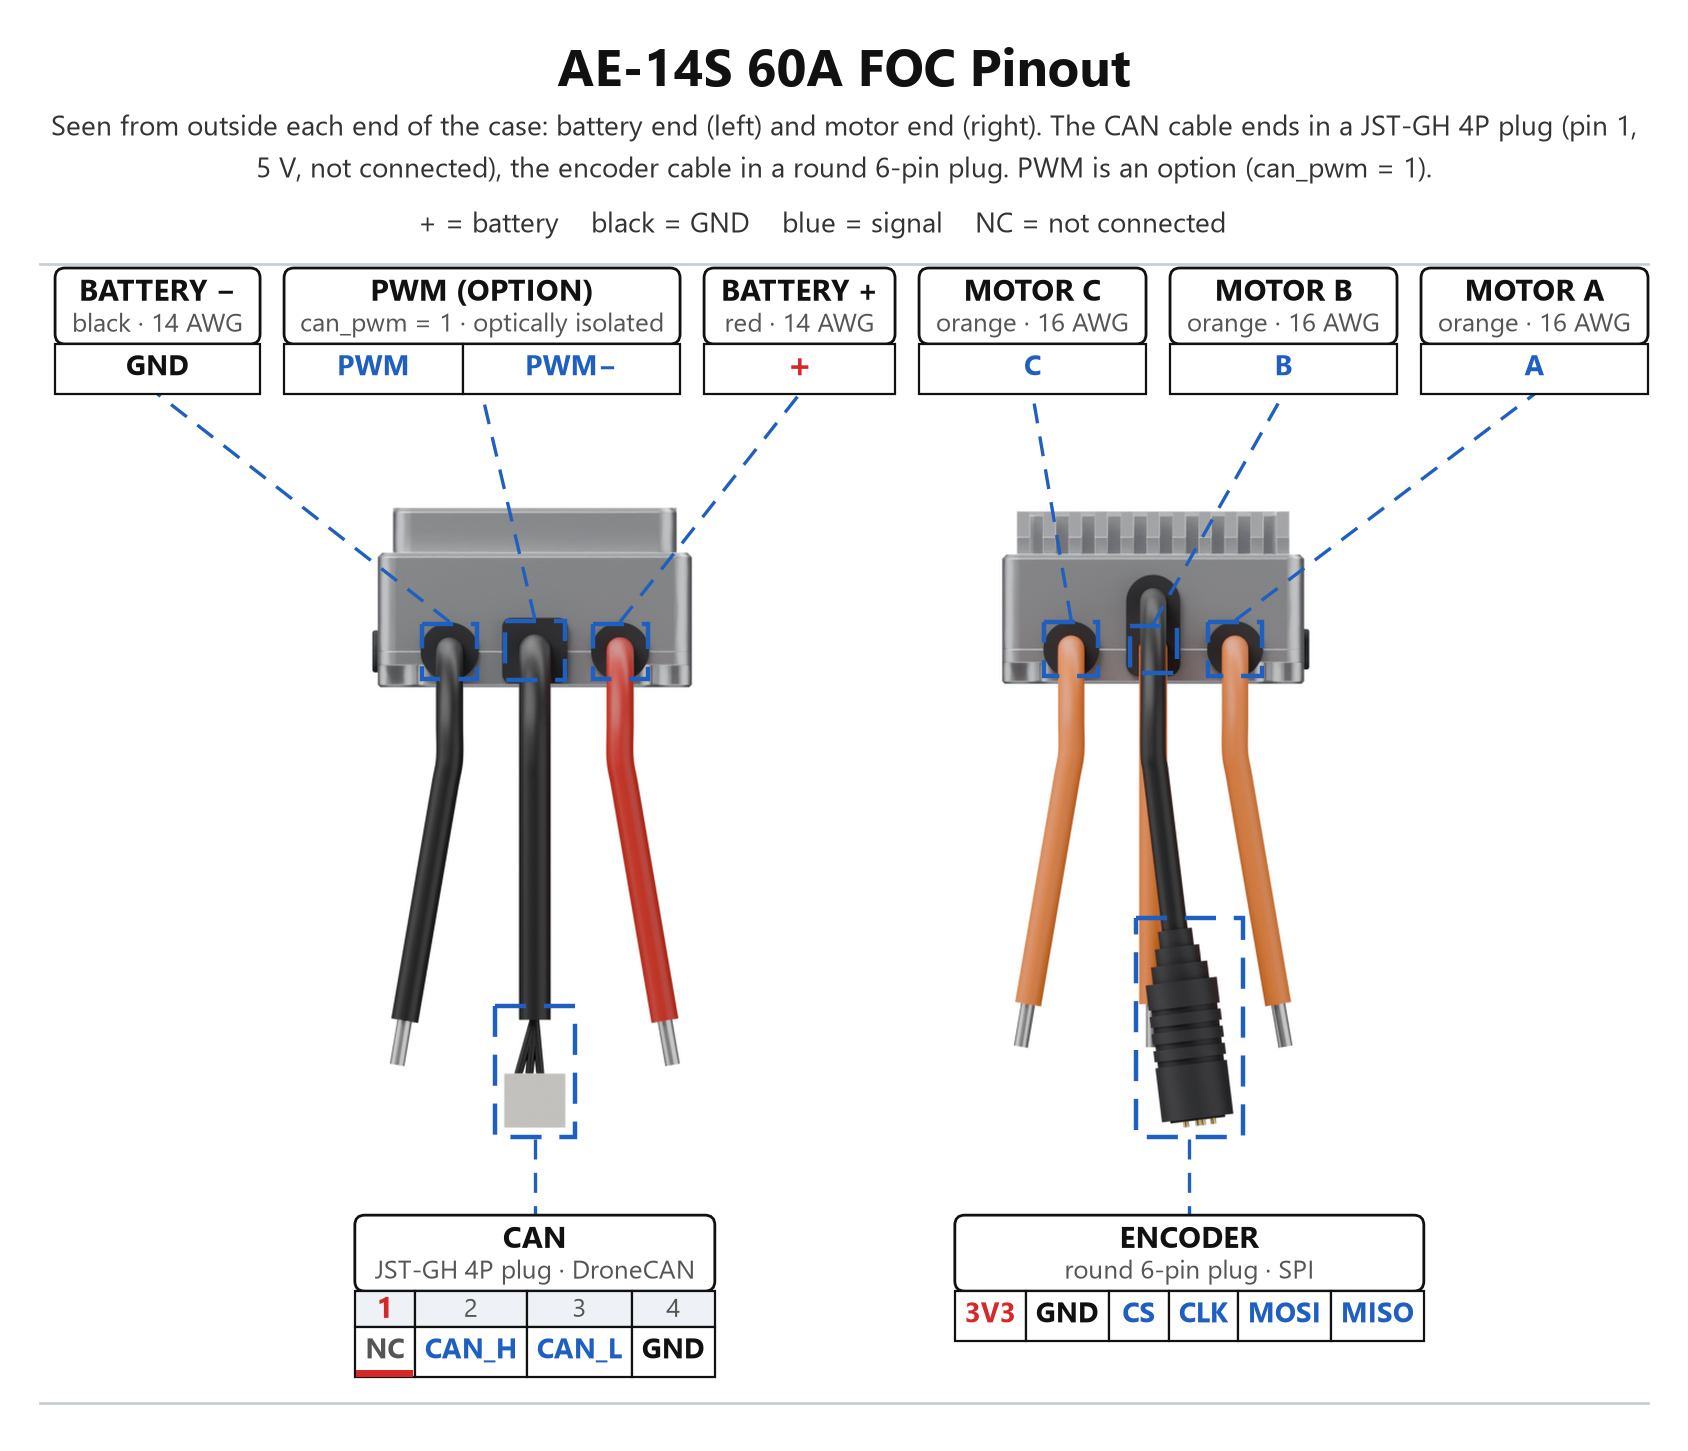 AE-14S 60A FOC Pinout
Seen from outside each end of the case: battery end (left) and motor end (right). The CAN cable ends in a JST-GH 4P plug (pin 1,
5 V, not connected), the encoder cable in a round 6-pin plug. PWM is an option (can_pwm = 1).
+ = battery black = GND blue = signal NC = not connected
BATTERY −
black · 14 AWG
GND
PWM (OPTION)
can_pwm = 1 · optically isolated
PWM PWM−
BATTERY +
red · 14 AWG
+
MOTOR C
orange · 16 AWG
C
MOTOR B
orange · 16 AWG
B
MOTOR A
orange · 16 AWG
A
CAN
JST-GH 4P plug · DroneCAN
1 2 3 4
NC CAN_H CAN_L GND
ENCODER
round 6-pin plug · SPI
3V3 GND CS CLK MOSI MISO